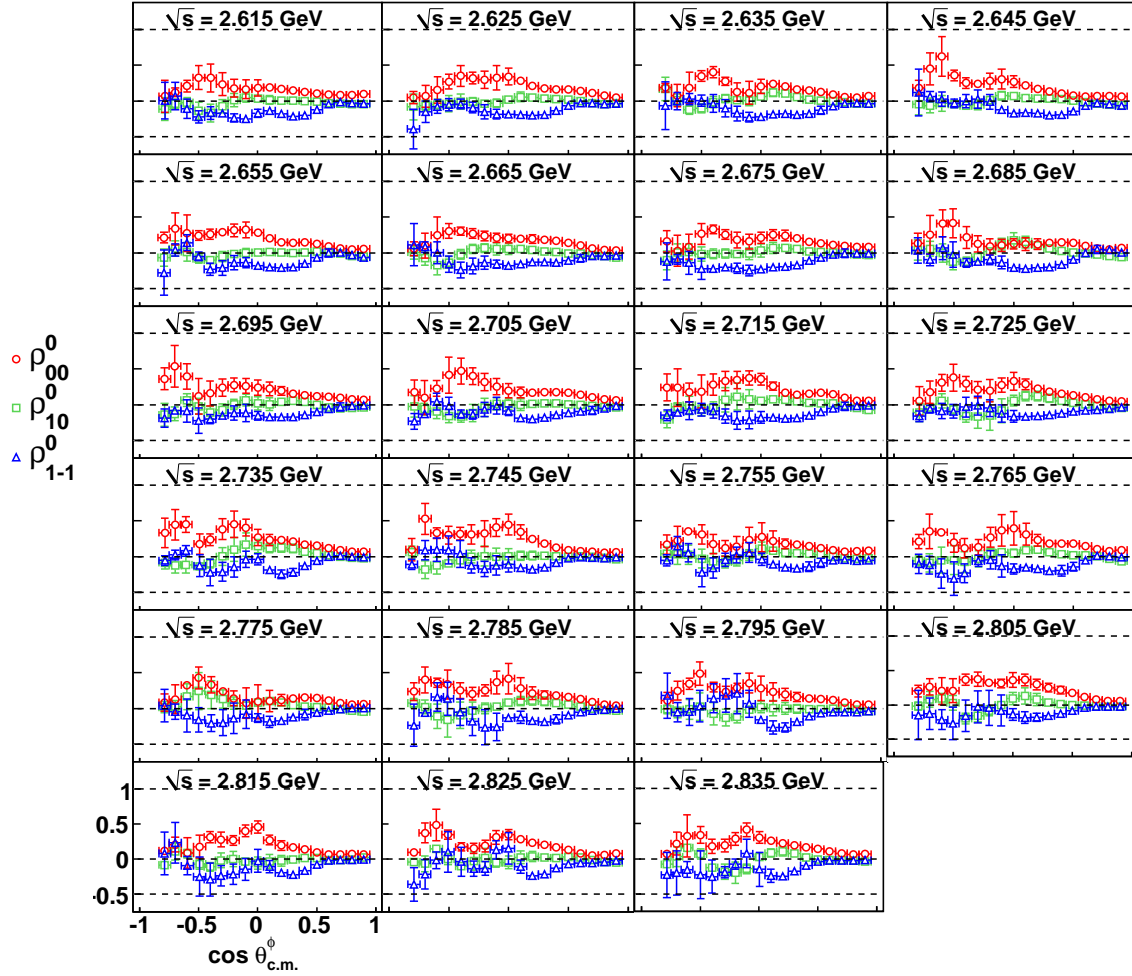 √s = 2.615 GeV √s = 2.625 GeV √s = 2.635 GeV √s = 2.645 GeV
√s = 2.655 GeV √s = 2.665 GeV √s = 2.675 GeV √s = 2.685 GeV
√s = 2.695 GeV √s = 2.705 GeV √s = 2.715 GeV √s = 2.725 GeV
ρ⁰₀₀
ρ⁰₁₀
ρ⁰₁₋₁
√s = 2.735 GeV √s = 2.745 GeV √s = 2.755 GeV √s = 2.765 GeV
√s = 2.775 GeV √s = 2.785 GeV √s = 2.795 GeV √s = 2.805 GeV
√s = 2.815 GeV √s = 2.825 GeV √s = 2.835 GeV
1
0.5
0
-0.5
-1 -0.5 0 0.5 1
cos θ^ϕ_c.m.